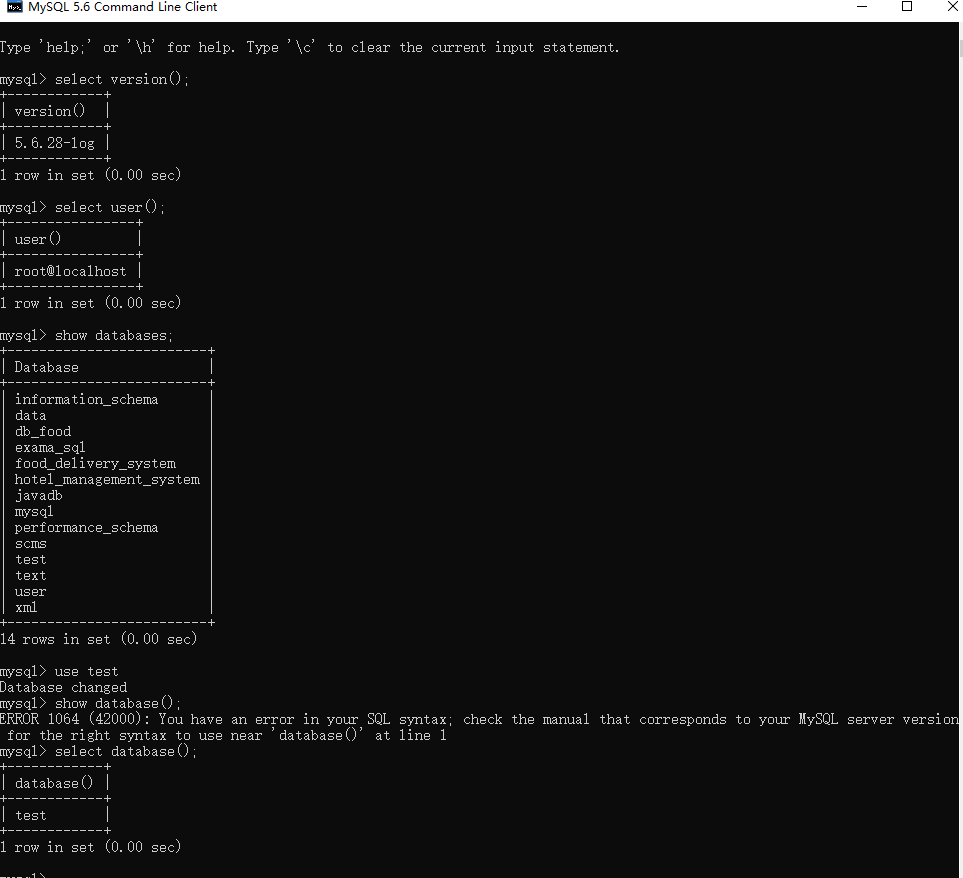 MySQL 5.6 Command Line Client
Type 'help;' or '\h' for help. Type '\c' to clear the current input statement.
mysql> select version();
+------------+
| version()  |
+------------+
| 5.6.28-log |
+------------+
1 row in set (0.00 sec)
mysql> select user();
+----------------+
| user()         |
+----------------+
| root@localhost |
+----------------+
1 row in set (0.00 sec)
mysql> show databases;
+-------------------------+
| Database                |
+-------------------------+
| information_schema      |
| data                    |
| db_food                 |
| exama_sql               |
| food_delivery_system    |
| hotel_management_system |
| javadb                  |
| mysql                   |
| performance_schema      |
| scms                    |
| test                    |
| text                    |
| user                    |
| xml                     |
+-------------------------+
14 rows in set (0.00 sec)
mysql> use test
Database changed
mysql> show database();
ERROR 1064 (42000): You have an error in your SQL syntax; check the manual that corresponds to your MySQL server version
 for the right syntax to use near 'database()' at line 1
mysql> select database();
+------------+
| database() |
+------------+
| test       |
+------------+
1 row in set (0.00 sec)
mysql>